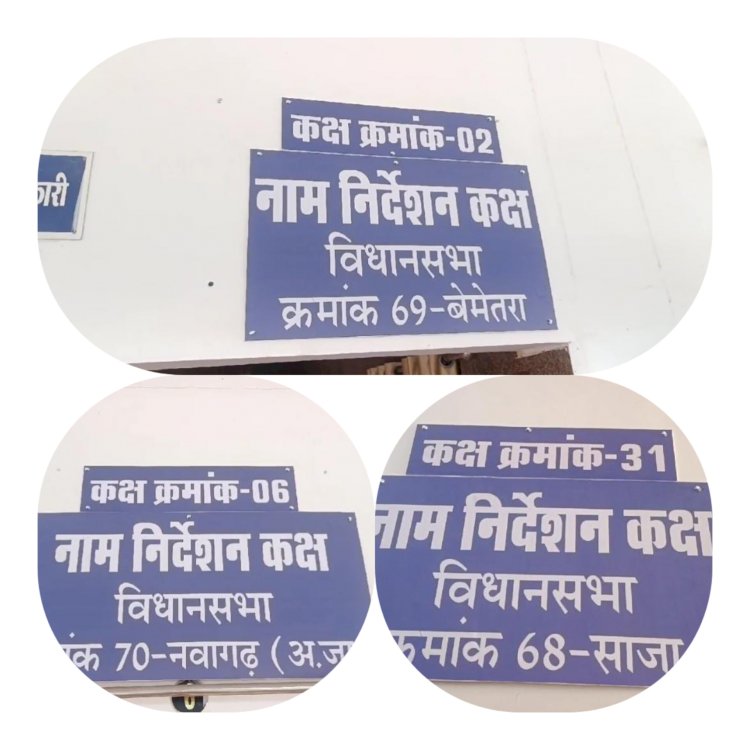 कक्ष क्रमांक-02
नाम निर्देशन कक्ष
विधानसभा
क्रमांक 69-बेमेतरा
कक्ष क्रमांक-06
नाम निर्देशन कक्ष
विधानसभा
70-नवागढ़ (अ.जा
कक्ष क्रमांक-31
नाम निर्देशन कक्ष
विधानसभा
क्रमांक 68-साजा